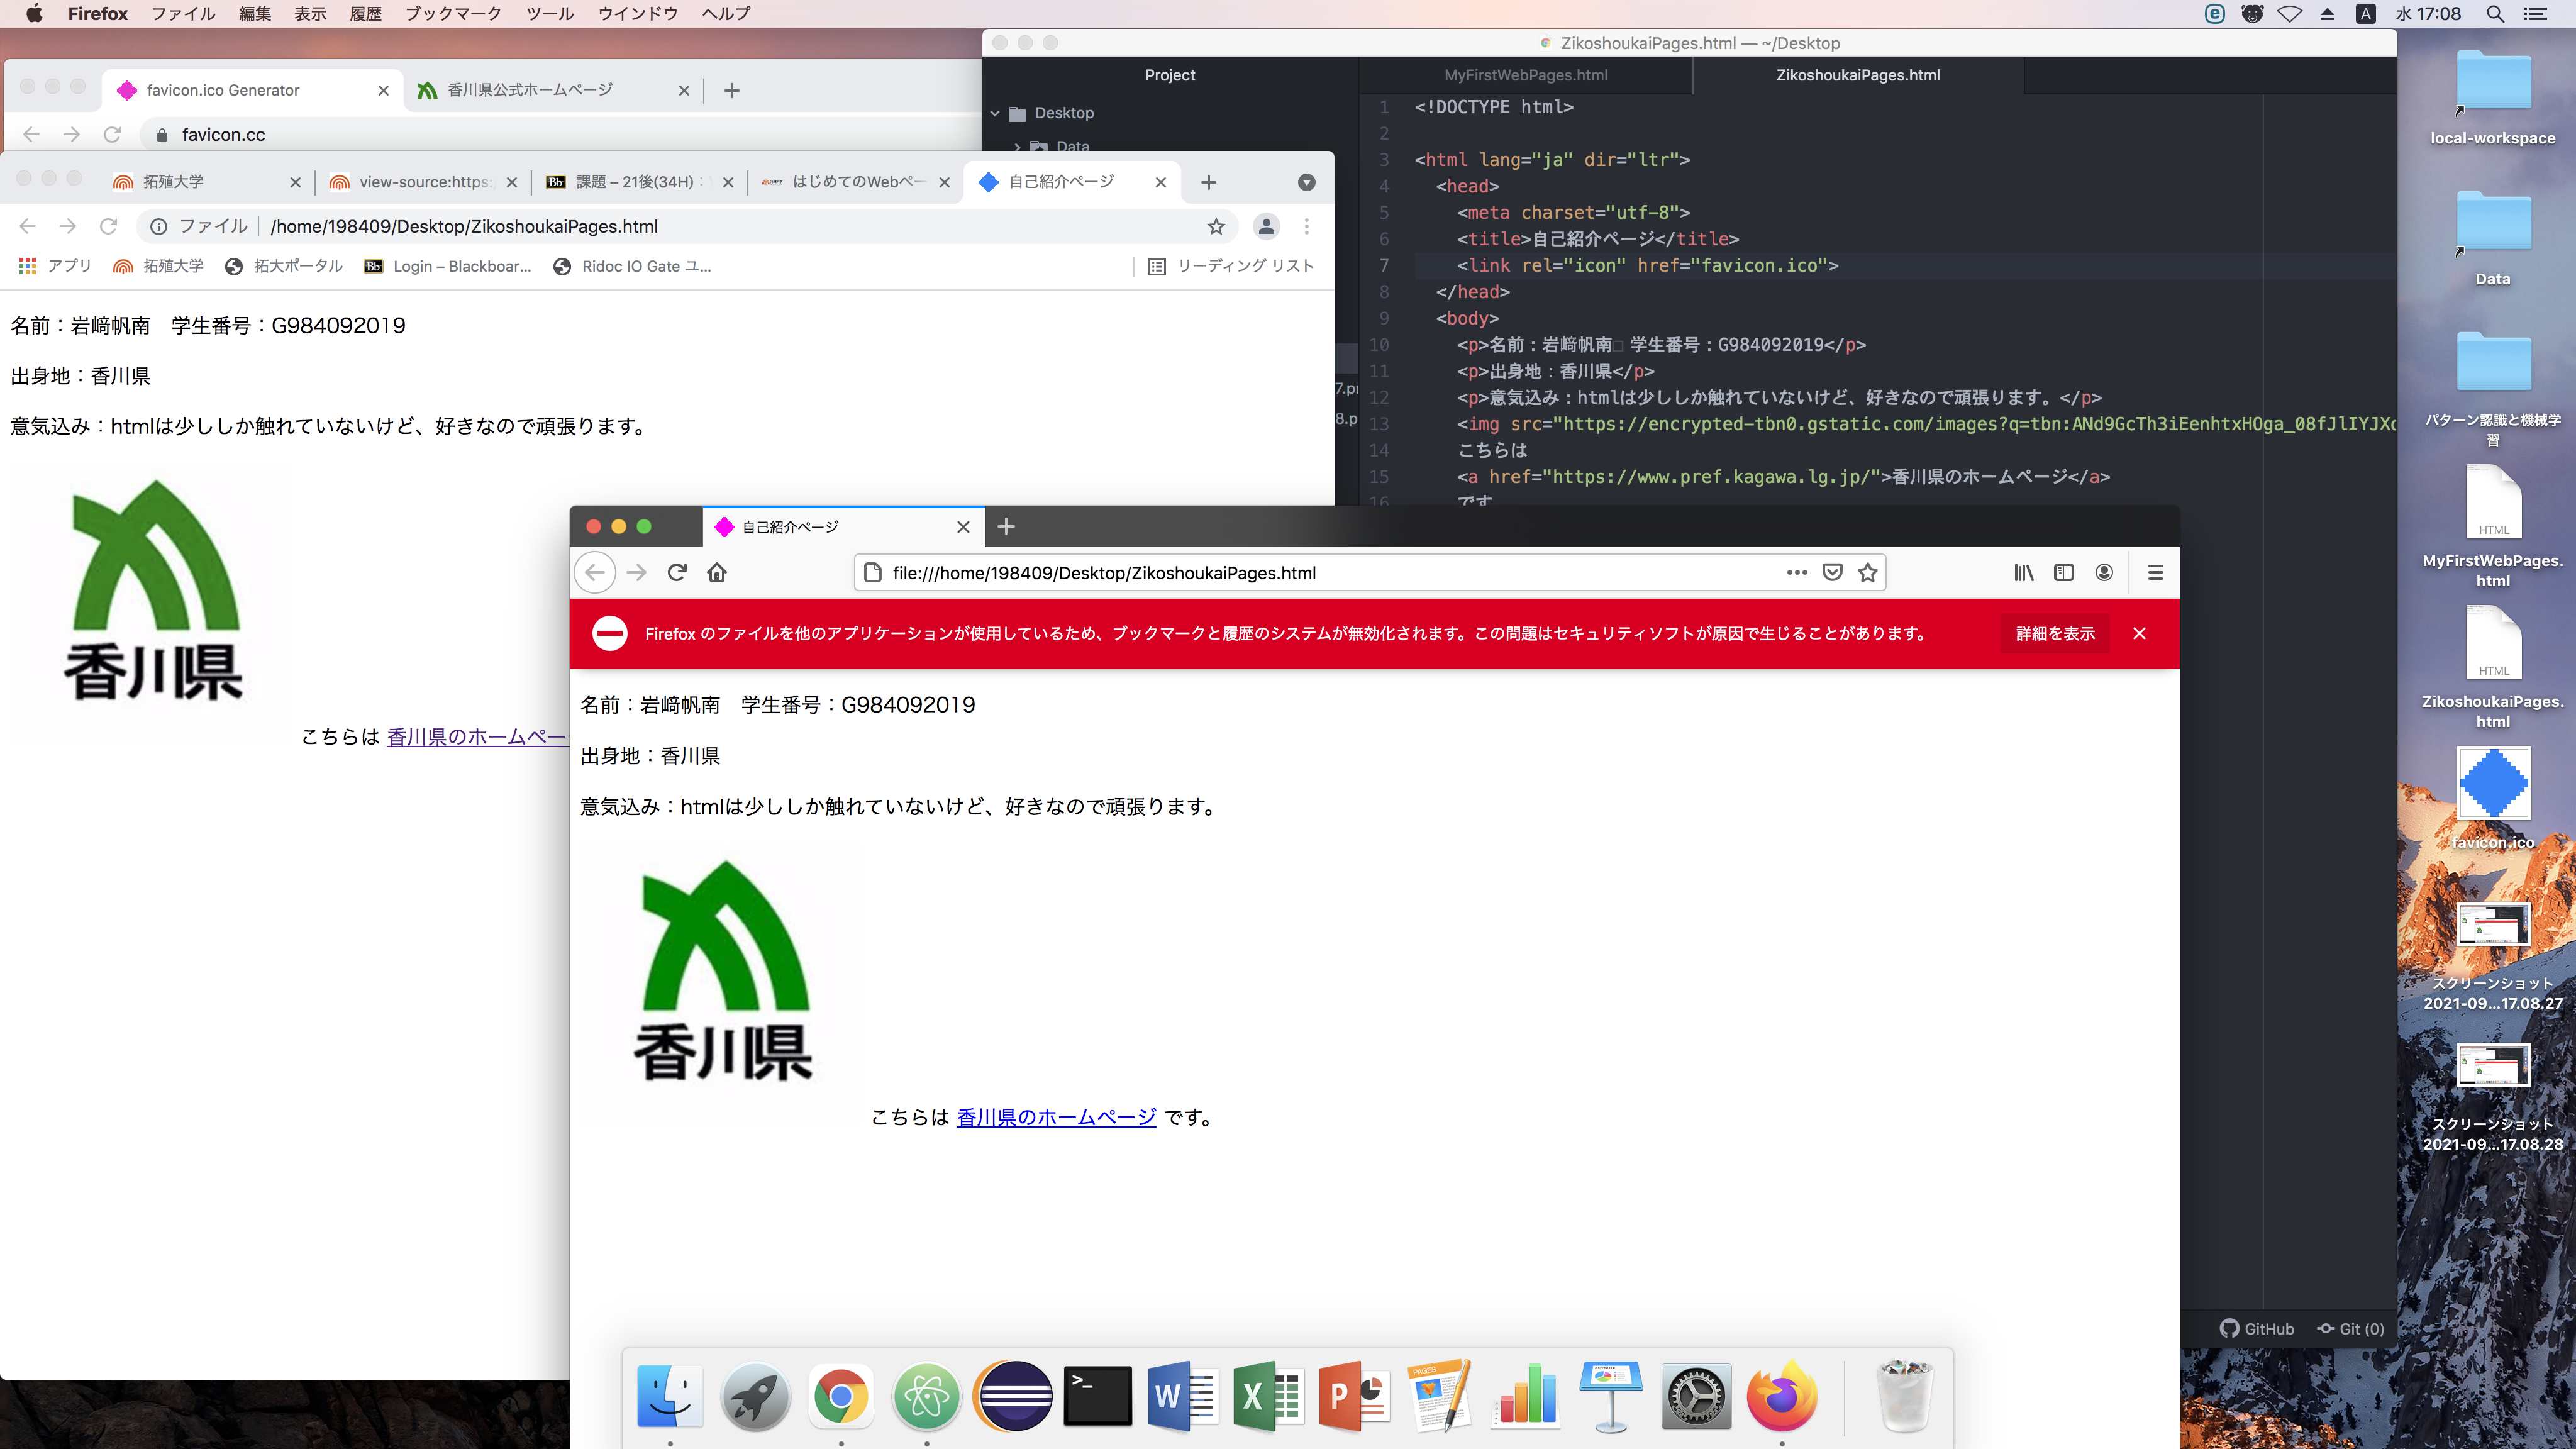 Firefox ファイル 編集 表示 履歴 ブックマーク ツール ウインドウ ヘルプ
A 水 17:08
favicon.ico Generator 香川県公式ホームページ
favicon.cc
拓殖大学 view-source:https: Bb 課題 – 21後(34H) : はじめてのWebペー 自己紹介ページ
ファイル /home/198409/Desktop/ZikoshoukaiPages.html
アプリ 拓殖大学 拓大ポータル Bb Login – Blackboar... Ridoc IO Gate ユ... リーディング リスト
名前：岩﨑帆南　学生番号：G984092019
出身地：香川県
意気込み：htmlは少ししか触れていないけど、好きなので頑張ります。
香川県
こちらは 香川県のホームペー
ZikoshoukaiPages.html — ~/Desktop
Project MyFirstWebPages.html ZikoshoukaiPages.html
Desktop
Data
7.pr
8.p
1 <!DOCTYPE html>
2
3 <html lang="ja" dir="ltr">
4 <head>
5 <meta charset="utf-8">
6 <title>自己紹介ページ</title>
7 <link rel="icon" href="favicon.ico">
8 </head>
9 <body>
10 <p>名前：岩﨑帆南□ 学生番号：G984092019</p>
11 <p>出身地：香川県</p>
12 <p>意気込み：htmlは少ししか触れていないけど、好きなので頑張ります。</p>
13 <img src="https://encrypted-tbn0.gstatic.com/images?q=tbn:ANd9GcTh3iEenhtxHOga_08fJlIYJXc
14 こちらは
15 <a href="https://www.pref.kagawa.lg.jp/">香川県のホームページ</a>
16 です
自己紹介ページ
file:///home/198409/Desktop/ZikoshoukaiPages.html
Firefox のファイルを他のアプリケーションが使用しているため、ブックマークと履歴のシステムが無効化されます。この問題はセキュリティソフトが原因で生じることがあります。 詳細を表示
名前：岩﨑帆南　学生番号：G984092019
出身地：香川県
意気込み：htmlは少ししか触れていないけど、好きなので頑張ります。
香川県
こちらは 香川県のホームページ です。
GitHub Git (0)
local-workspace
Data
パターン認識と機械学
習
HTML
MyFirstWebPages.
html
HTML
ZikoshoukaiPages.
html
favicon.ico
スクリーンショット
2021-09...17.08.27
スクリーンショット
2021-09...17.08.28
>_ W X P PAGES